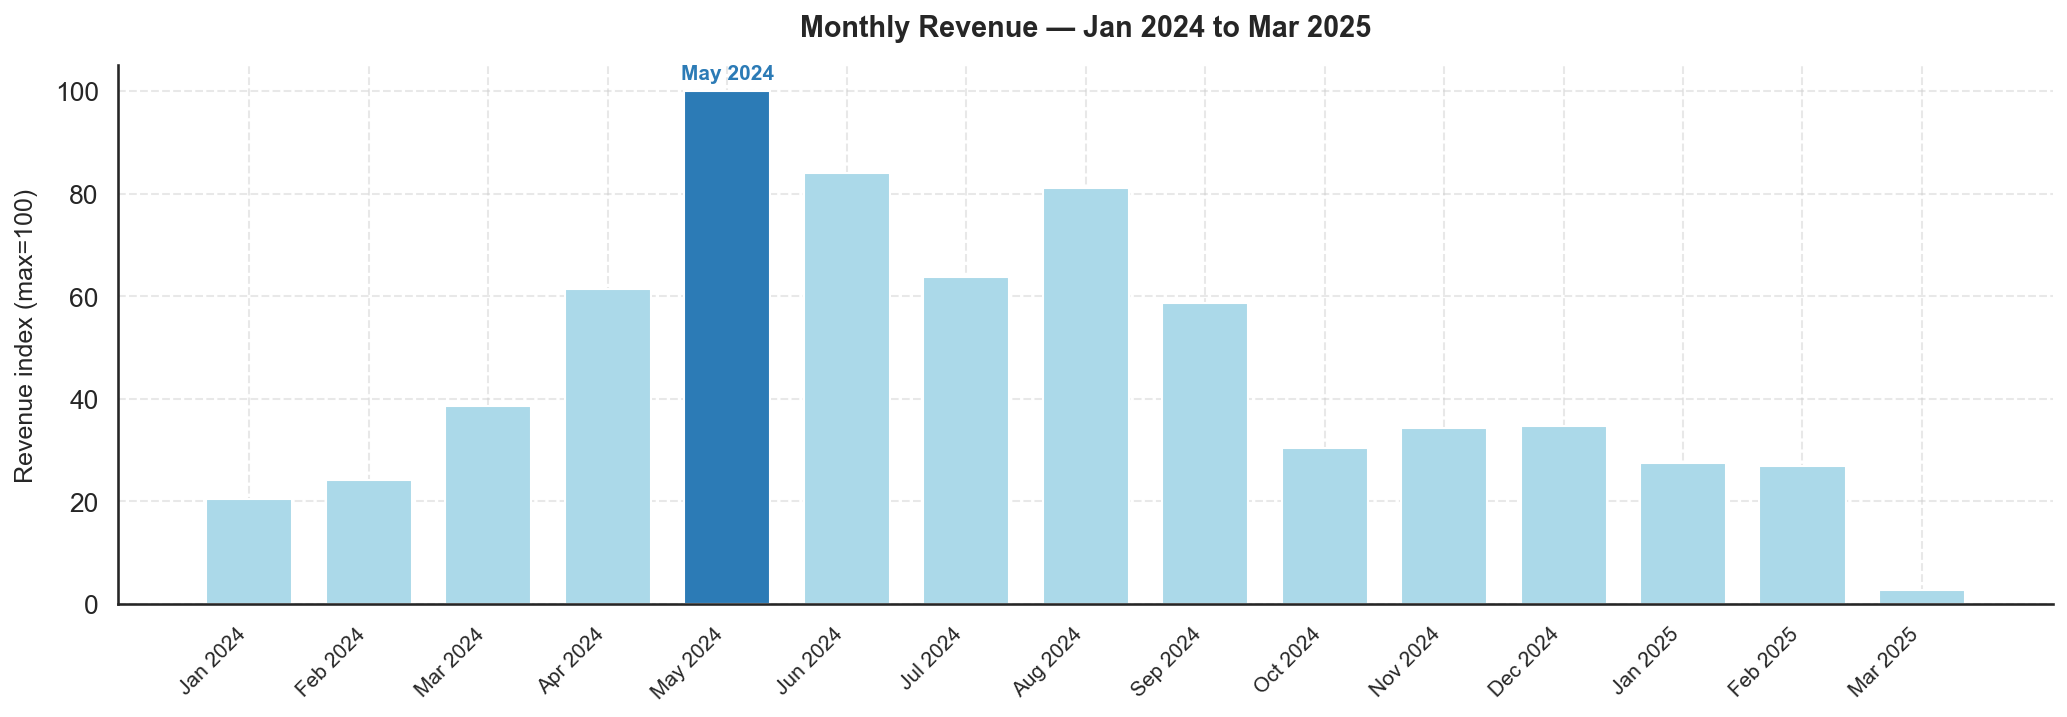 Monthly Revenue — Jan 2024 to Mar 2025
May 2024
Revenue index (max=100)
100
80
60
40
20
0
Jan 2024
Feb 2024
Mar 2024
Apr 2024
May 2024
Jun 2024
Jul 2024
Aug 2024
Sep 2024
Oct 2024
Nov 2024
Dec 2024
Jan 2025
Feb 2025
Mar 2025